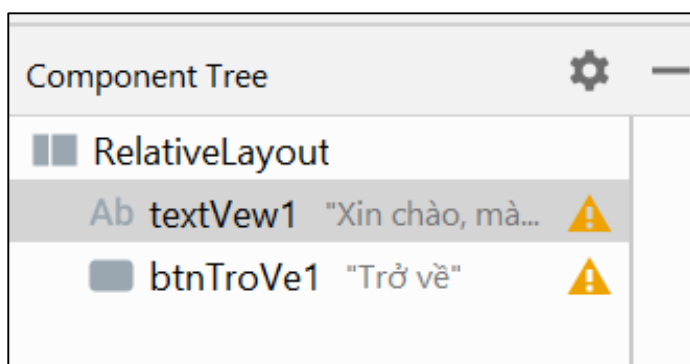 Component Tree
RelativeLayout
Ab textVew1 "Xin chào, mà...
btnTroVe1 "Trở về"